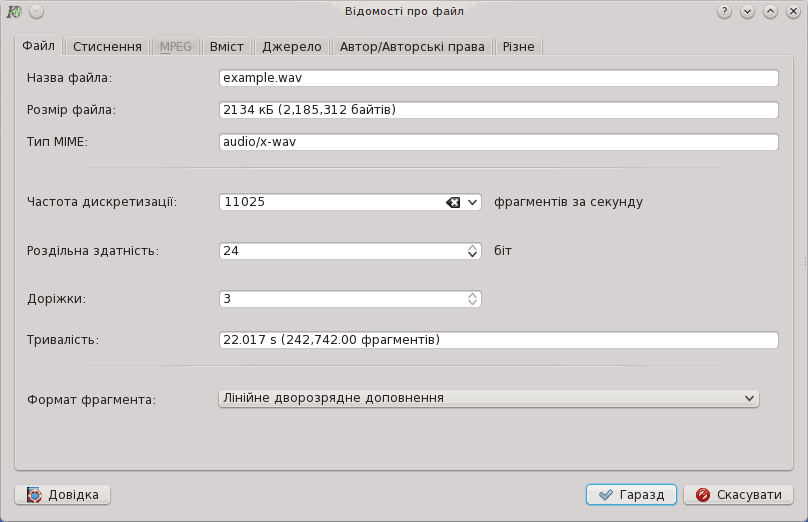 Відомості про файл
Файл Стиснення MPEG Вміст Джерело Автор/Авторські права Різне
Назва файла: example.wav
Розмір файла: 2134 кБ (2,185,312 байтів)
Тип MIME: audio/x-wav
Частота дискретизації: 11025 фрагментів за секунду
Роздільна здатність: 24 біт
Доріжки: 3
Тривалість: 22.017 s (242,742.00 фрагментів)
Формат фрагмента: Лінійне дворозрядне доповнення
Довідка Гаразд Скасувати